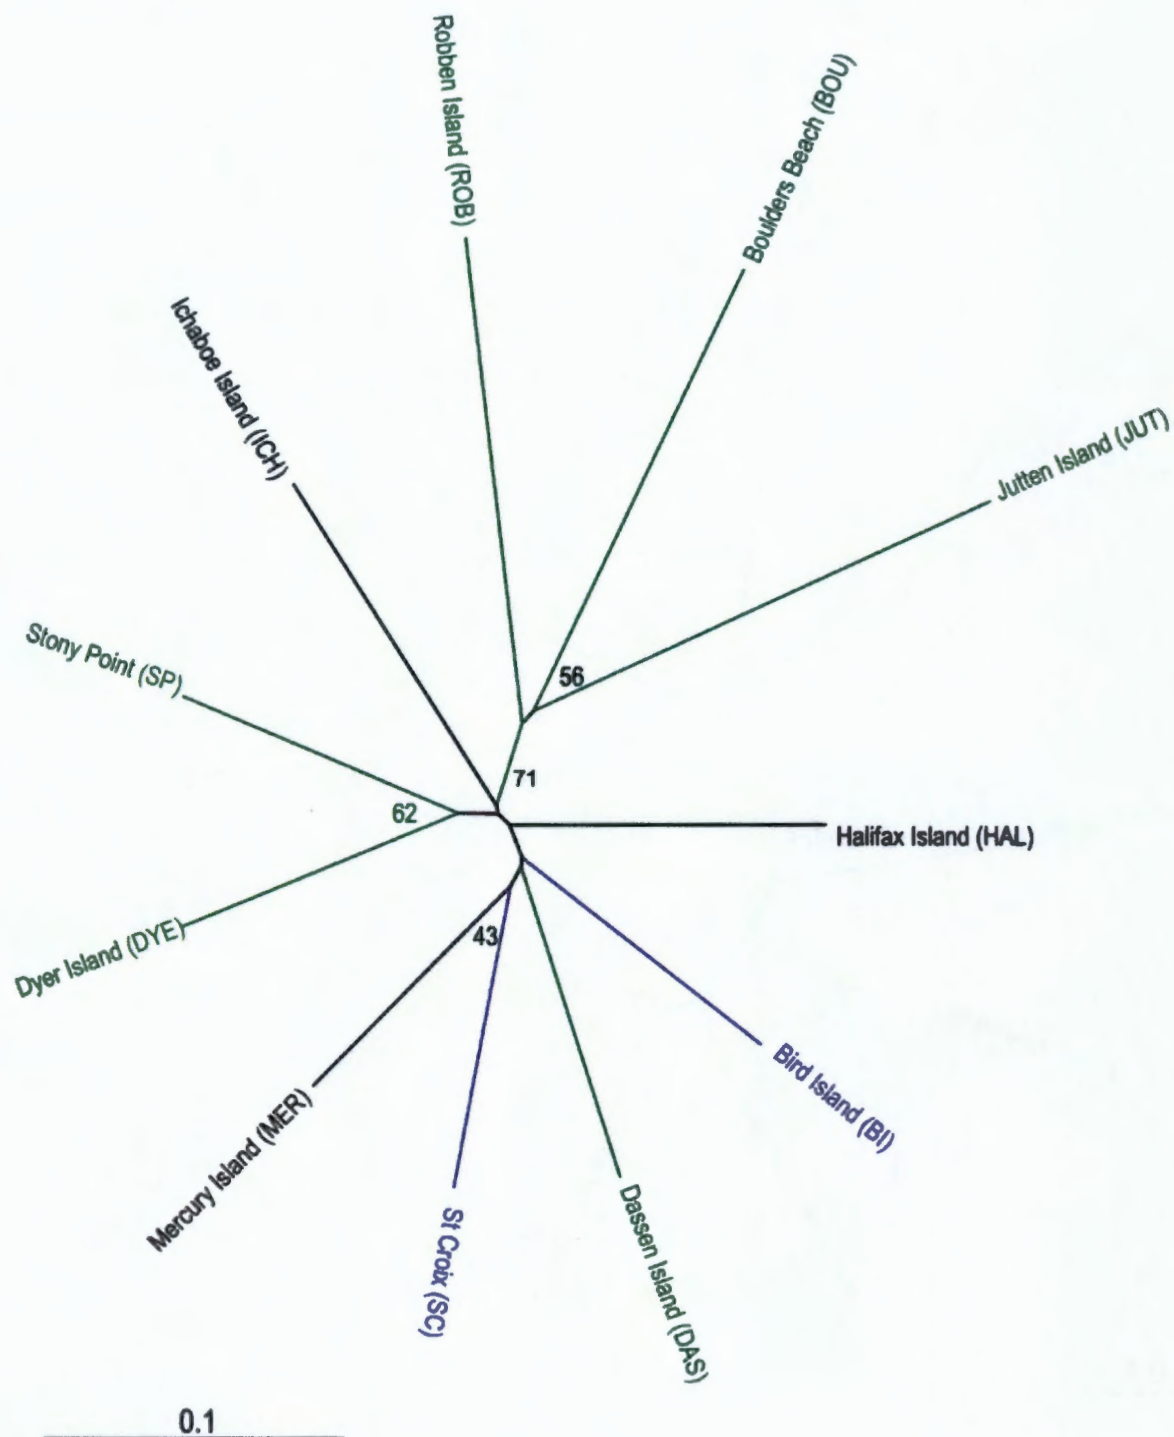 Robben Island (ROB)
Boulders Beach (BOU)
Ichaboe Island (ICH)
Jutten Island (JUT)
Stony Point (SP)
56
71
62
Halifax Island (HAL)
Dyer Island (DYE)
43
Bird Island (BI)
Mercury Island (MER)
St Croix (SC)
Dassen Island (DAS)
0.1